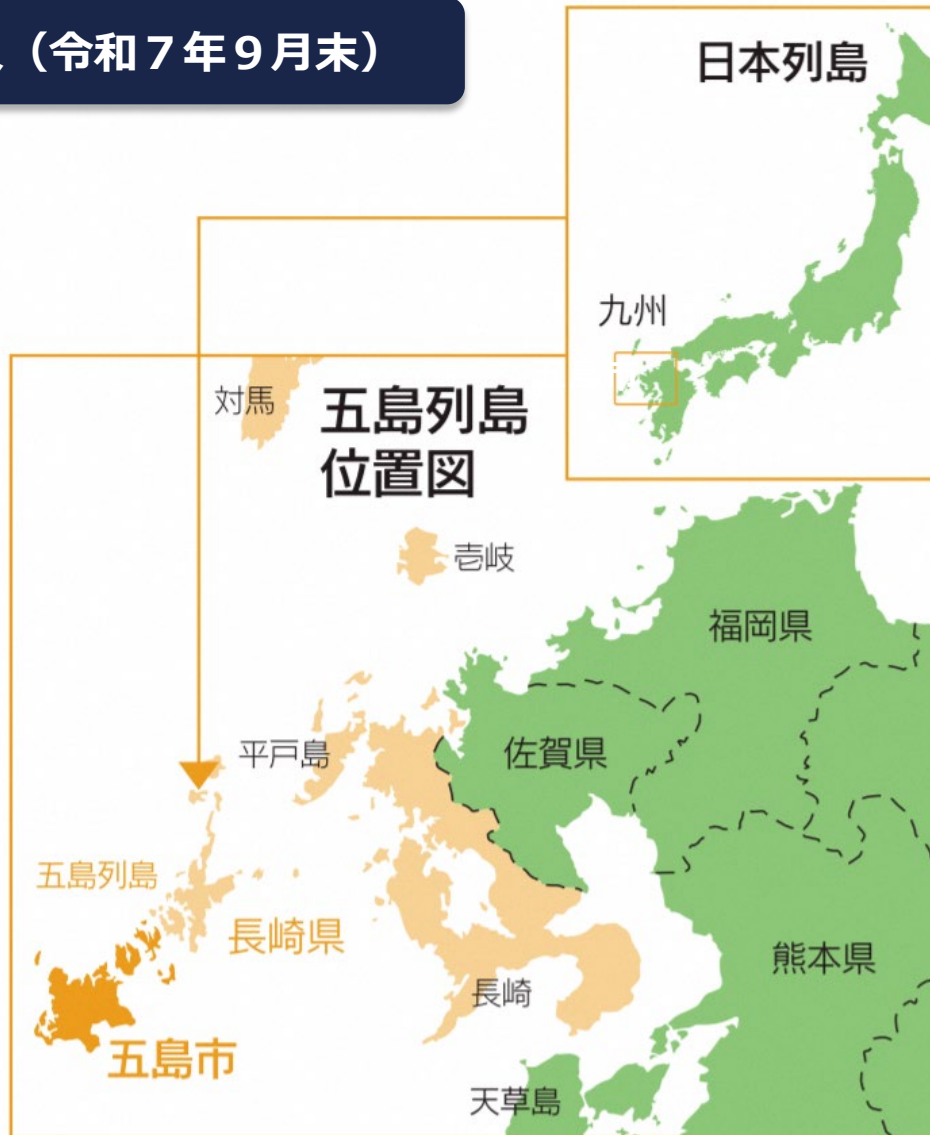 （令和７年９月末）
日本列島
九州
対馬
五島列島
位置図
壱岐
福岡県
平戸島
佐賀県
五島列島
長崎県
熊本県
長崎
五島市
天草島